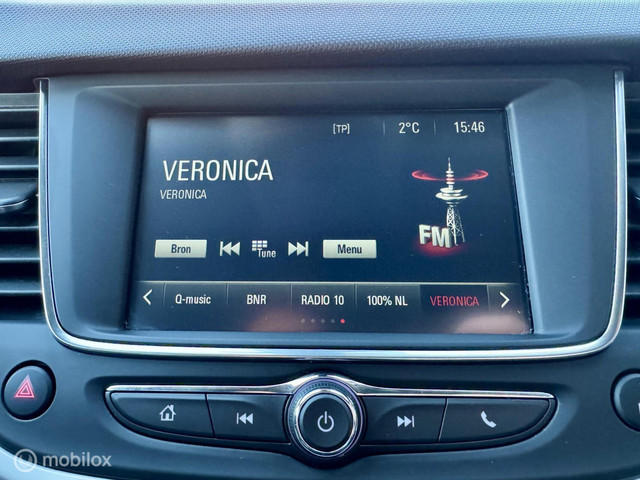 [TP] 2°C 15:46
VERONICA
VERONICA
FM
Bron Tune Menu
Q-music BNR RADIO 10 100% NL VERONICA
mobilox